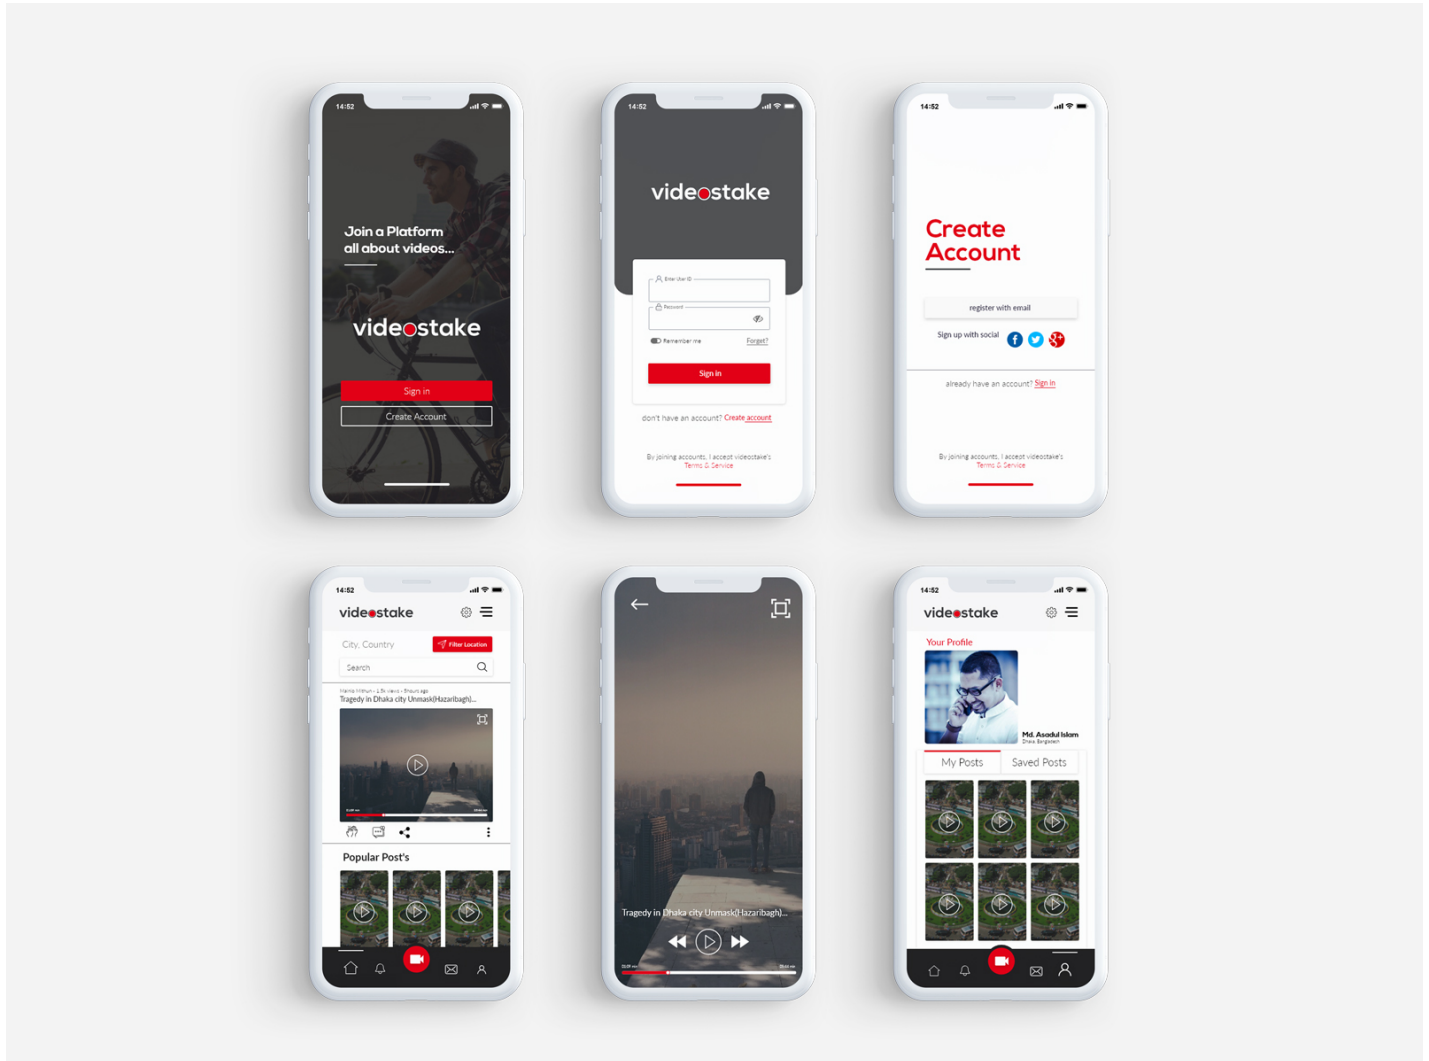 14:52
Join a Platform
all about videos...
videostake
Sign in
Create Account
14:52
videostake
Enter User ID
Password
Remember me
Forget?
Sign in
don't have an account? Create account
By joining accounts, I accept videostake's
Terms & Service
14:52
Create
Account
register with email
Sign up with social
already have an account? Sign in
By joining accounts, I accept videostake's
Terms & Service
14:52
videostake
City, Country
Filter Location
Search
Tragedy in Dhaka city Unmask(Hazaribagh)...
Popular Post's
Tragedy in Dhaka city Unmask(Hazaribagh)...
14:52
videostake
Your Profile
Md. Asadul Islam
Dhaka, Bangladesh
My Posts
Saved Posts